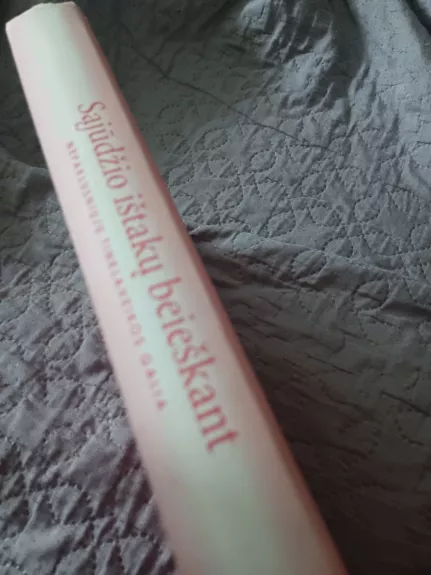 Sąjūdžio ištakų beieškant
NEPAKLUSNIŲJŲ TINKLAVEIKOS GALIA